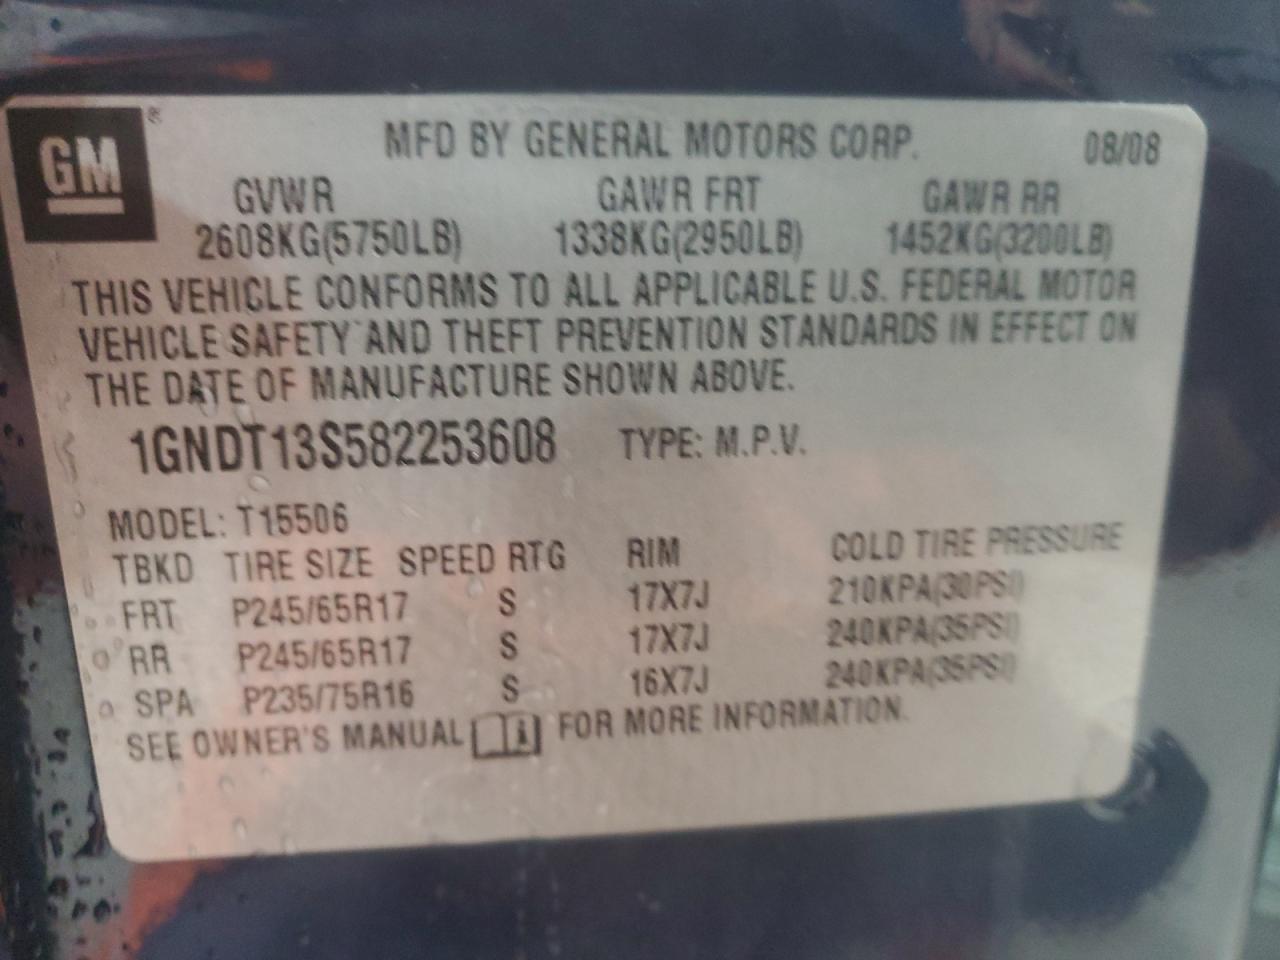 GM ® MFD BY GENERAL MOTORS CORP. 08/08
GVWR GAWR FRT GAWR RR
2608KG(5750LB) 1338KG(2950LB) 1452KG(3200LB)
THIS VEHICLE CONFORMS TO ALL APPLICABLE U.S. FEDERAL MOTOR
VEHICLE SAFETY AND THEFT PREVENTION STANDARDS IN EFFECT ON
THE DATE OF MANUFACTURE SHOWN ABOVE.
1GNDT13S582253608 TYPE: M.P.V.
MODEL: T15506
TBKD TIRE SIZE SPEED RTG RIM COLD TIRE PRESSURE
FRT P245/65R17 S 17X7J 210KPA(30PSI)
RR P245/65R17 S 17X7J 240KPA(35PSI)
SPA P235/75R16 S 16X7J 240KPA(35PSI)
SEE OWNER'S MANUAL FOR MORE INFORMATION.